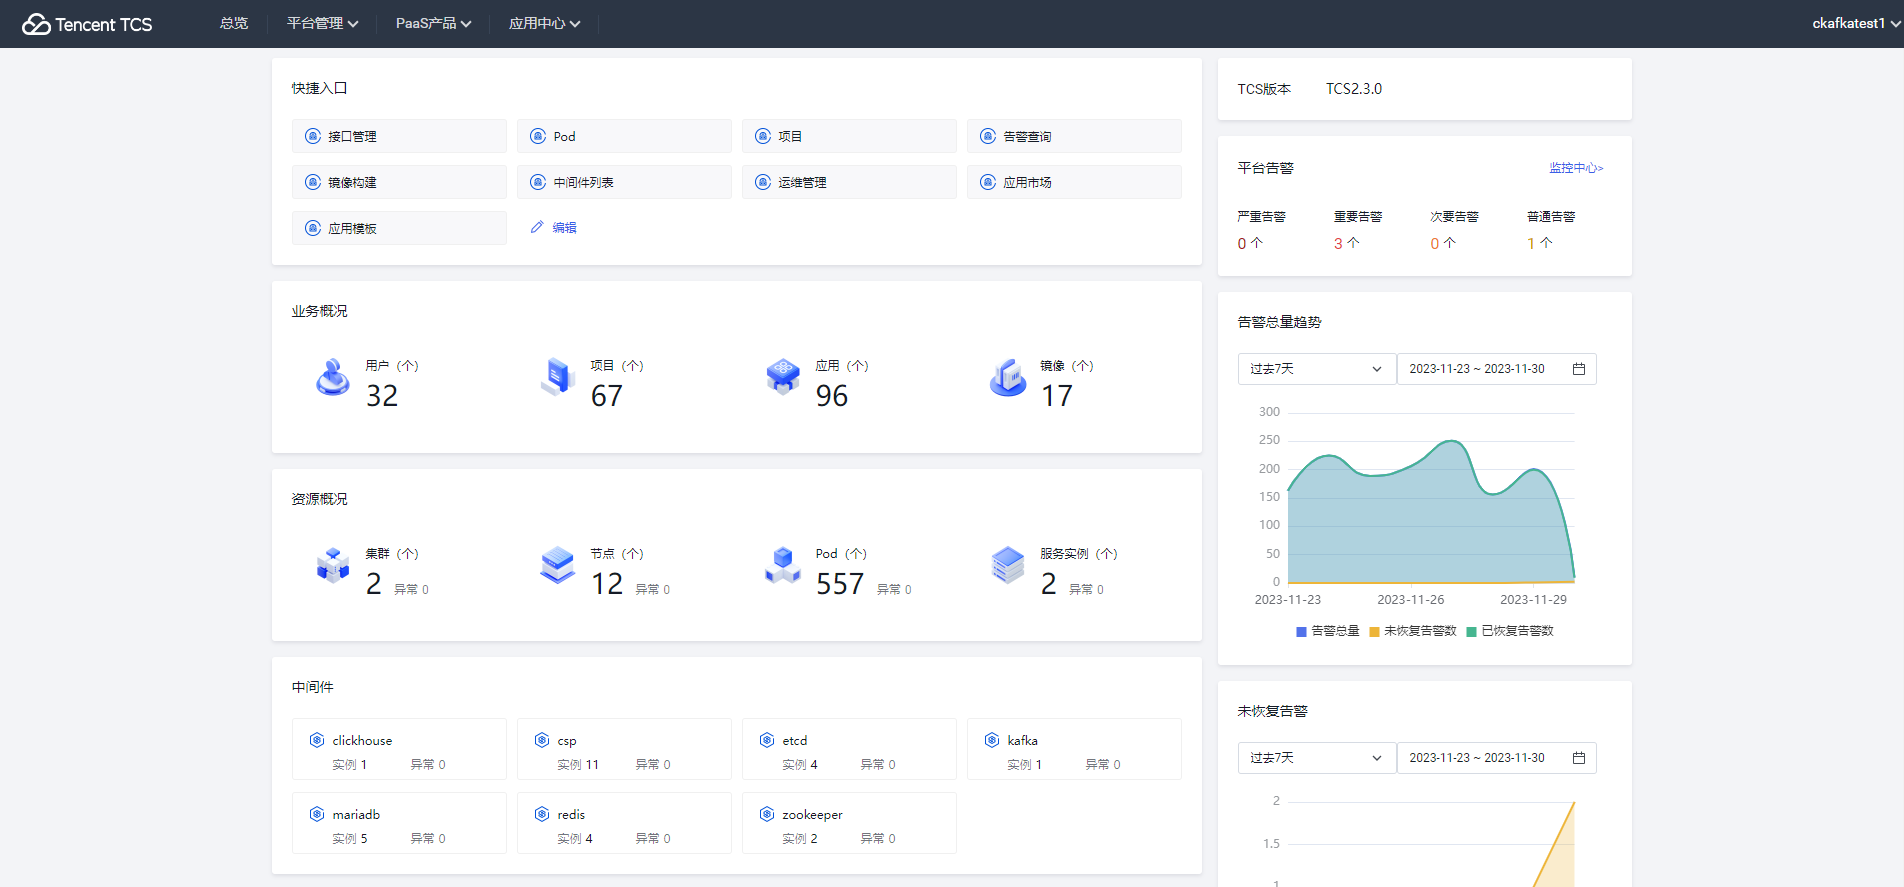 Tencent TCS
总览
平台管理
PaaS产品
应用中心
ckafkatest1
快捷入口
接口管理
Pod
项目
告警查询
镜像构建
中间件列表
运维管理
应用市场
应用模板
编辑
业务概况
用户（个）
32
项目（个）
67
应用（个）
96
镜像（个）
17
资源概况
集群（个）
2 异常 0
节点（个）
12 异常 0
Pod（个）
557 异常 0
服务实例（个）
2 异常 0
中间件
clickhouse
实例 1 异常 0
csp
实例 11 异常 0
etcd
实例 4 异常 0
kafka
实例 1 异常 0
mariadb
实例 5 异常 0
redis
实例 4 异常 0
zookeeper
实例 2 异常 0
TCS版本 TCS2.3.0
平台告警
监控中心>
严重告警
0 个
重要告警
3 个
次要告警
0 个
普通告警
1 个
告警总量趋势
过去7天
2023-11-23 ~ 2023-11-30
300
250
200
150
100
50
0
2023-11-23
2023-11-26
2023-11-29
告警总量
未恢复告警数
已恢复告警数
未恢复告警
过去7天
2023-11-23 ~ 2023-11-30
2
1.5
1